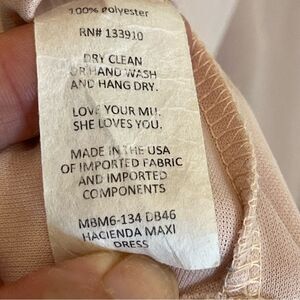 100% polyester
RN# 133910
DRY CLEAN
OR HAND WASH
AND HANG DRY.
LOVE YOUR MU.
SHE LOVES YOU.
MADE IN THE USA
OF IMPORTED FABRIC
AND IMPORTED
COMPONENTS
MBM6-134 DB46
HACIENDA MAXI
DRESS